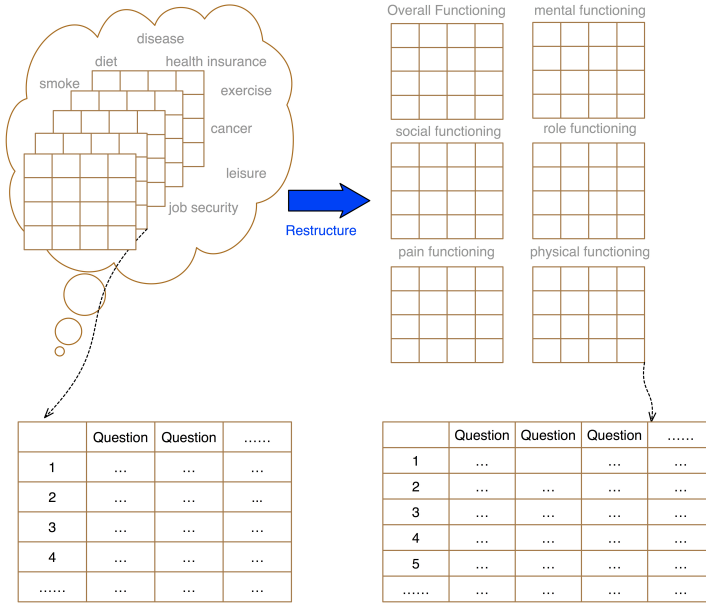 disease
diet health insurance
smoke exercise
cancer
leisure
job security
Restructure
Overall Functioning mental functioning
social functioning role functioning
pain functioning physical functioning
Question Question ......
1 ... ... ...
2 ... ... ...
3 ... ... ...
4 ... ... ...
...... ... ... ...
Question Question Question ......
1 ... ... ...
2 ... ... ... ...
3 ... ... ... ...
4 ... ... ... ...
5 ... ... ... ...
...... ... ... ... ...